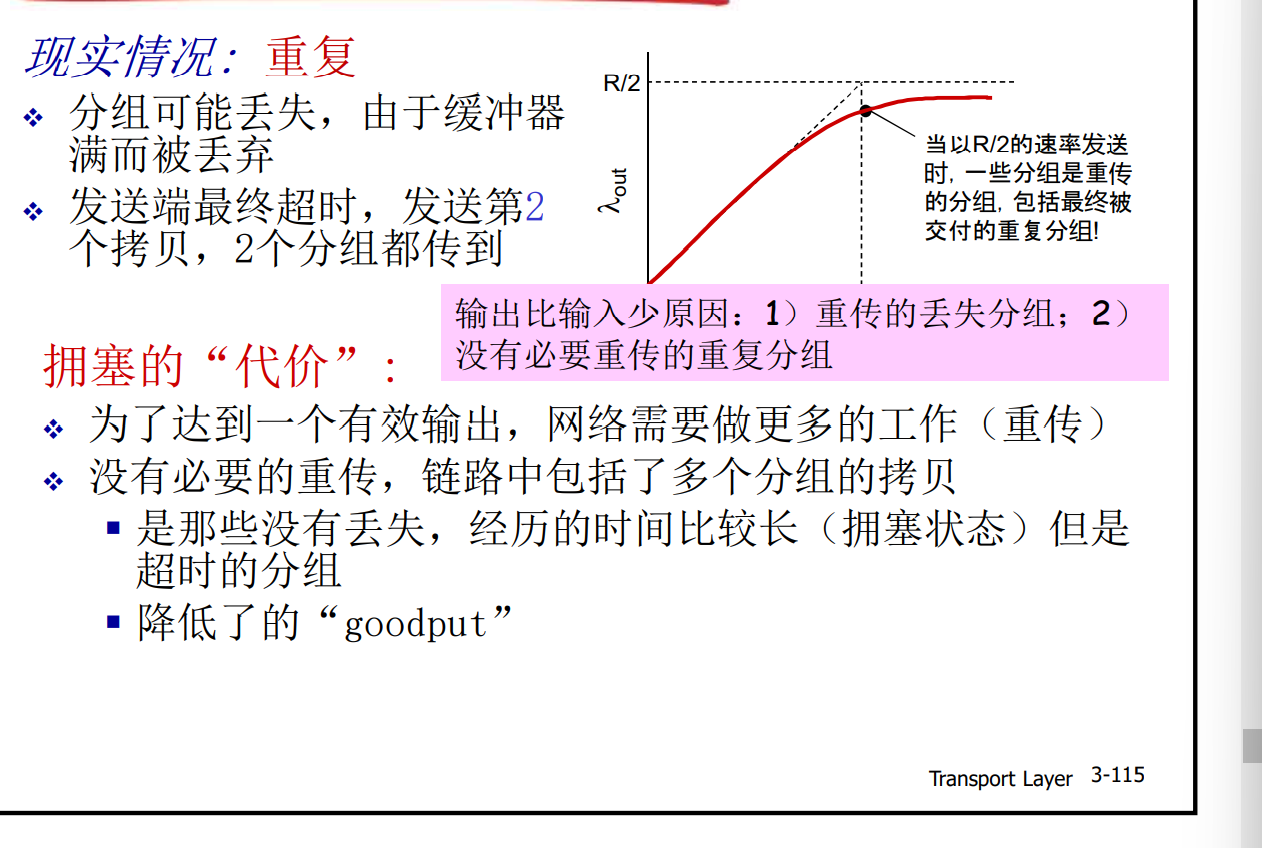 现实情况：重复
❖ 分组可能丢失，由于缓冲器
满而被丢弃
❖ 发送端最终超时，发送第2
个拷贝，2个分组都传到
R/2
λout
当以R/2的速率发送
时, 一些分组是重传
的分组, 包括最终被
交付的重复分组!
输出比输入少原因：1）重传的丢失分组；2）
没有必要重传的重复分组
拥塞的“代价”:
❖ 为了达到一个有效输出，网络需要做更多的工作（重传）
❖ 没有必要的重传，链路中包括了多个分组的拷贝
▪ 是那些没有丢失，经历的时间比较长（拥塞状态）但是
超时的分组
▪ 降低了的“goodput”
Transport Layer 3-115